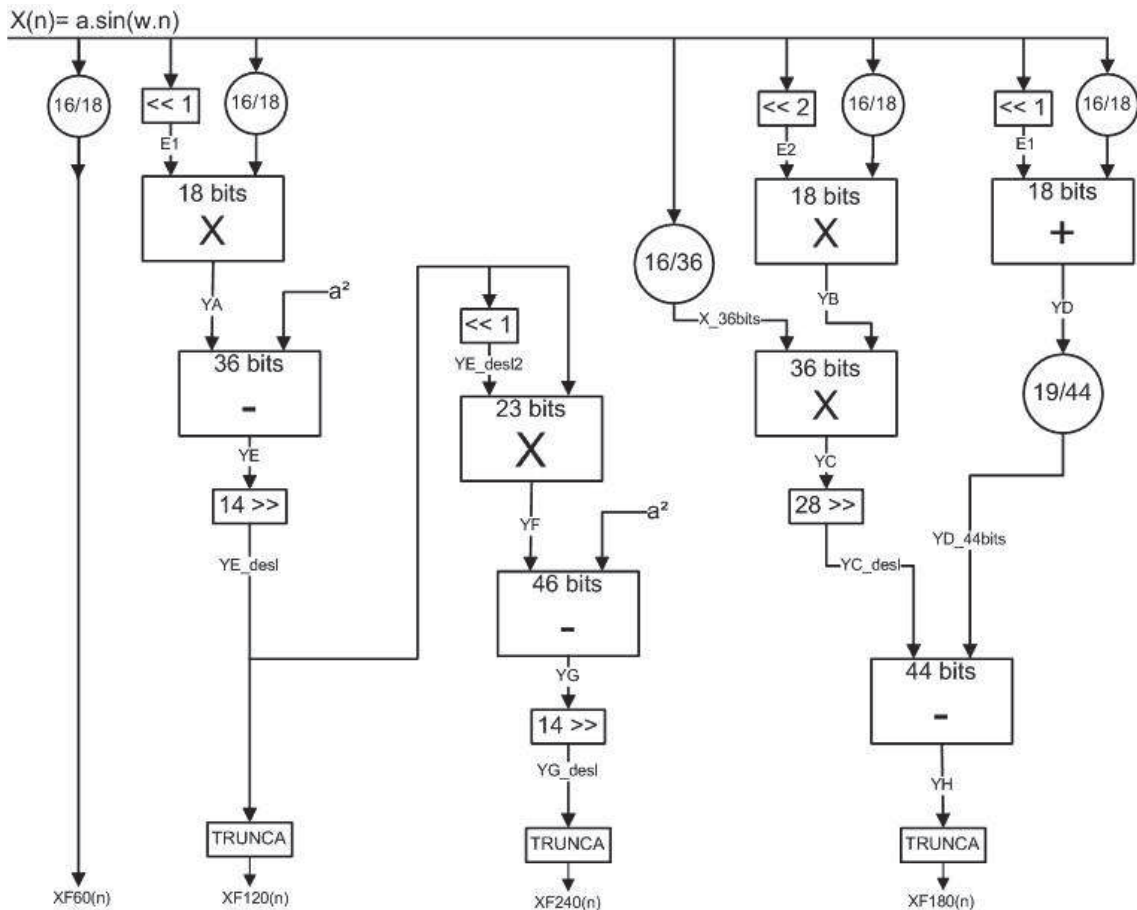 X(n)= a.sin(w.n)
16/18
<< 1
16/18
<< 2
16/18
<< 1
16/18
E1
E2
E1
18 bits
X
18 bits
X
18 bits
+
16/36
YA
a²
<< 1
X_36bits
YB
YD
YE_desl2
36 bits
-
23 bits
X
36 bits
X
19/44
YE
YC
14 >>
28 >>
YF
a²
YD_44bits
YE_desl
YC_desl
46 bits
-
44 bits
-
YG
14 >>
YG_desl
YH
TRUNCA
TRUNCA
TRUNCA
XF60(n)
XF120(n)
XF240(n)
XF180(n)